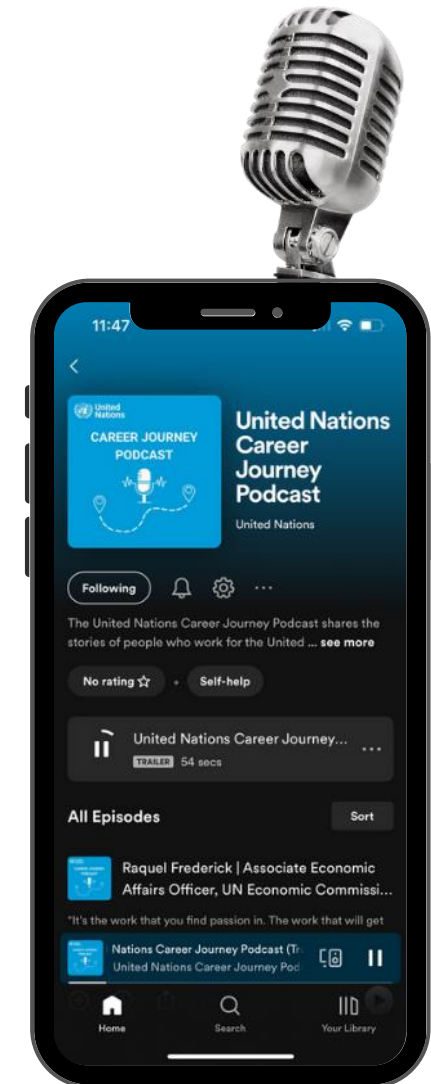 11:47
United
Nations
CAREER JOURNEY
PODCAST
United Nations
Career
Journey
Podcast
United Nations
Following
The United Nations Career Journey Podcast shares the
stories of people who work for the United ... see more
No rating
Self-help
United Nations Career Journey...
TRAILER 54 secs
All Episodes
Sort
Raquel Frederick | Associate Economic
Affairs Officer, UN Economic Commissi...
"It's the work that you find passion in. The work that will get
Nations Career Journey Podcast (Tr
United Nations Career Journey Pod
Home
Search
Your Library